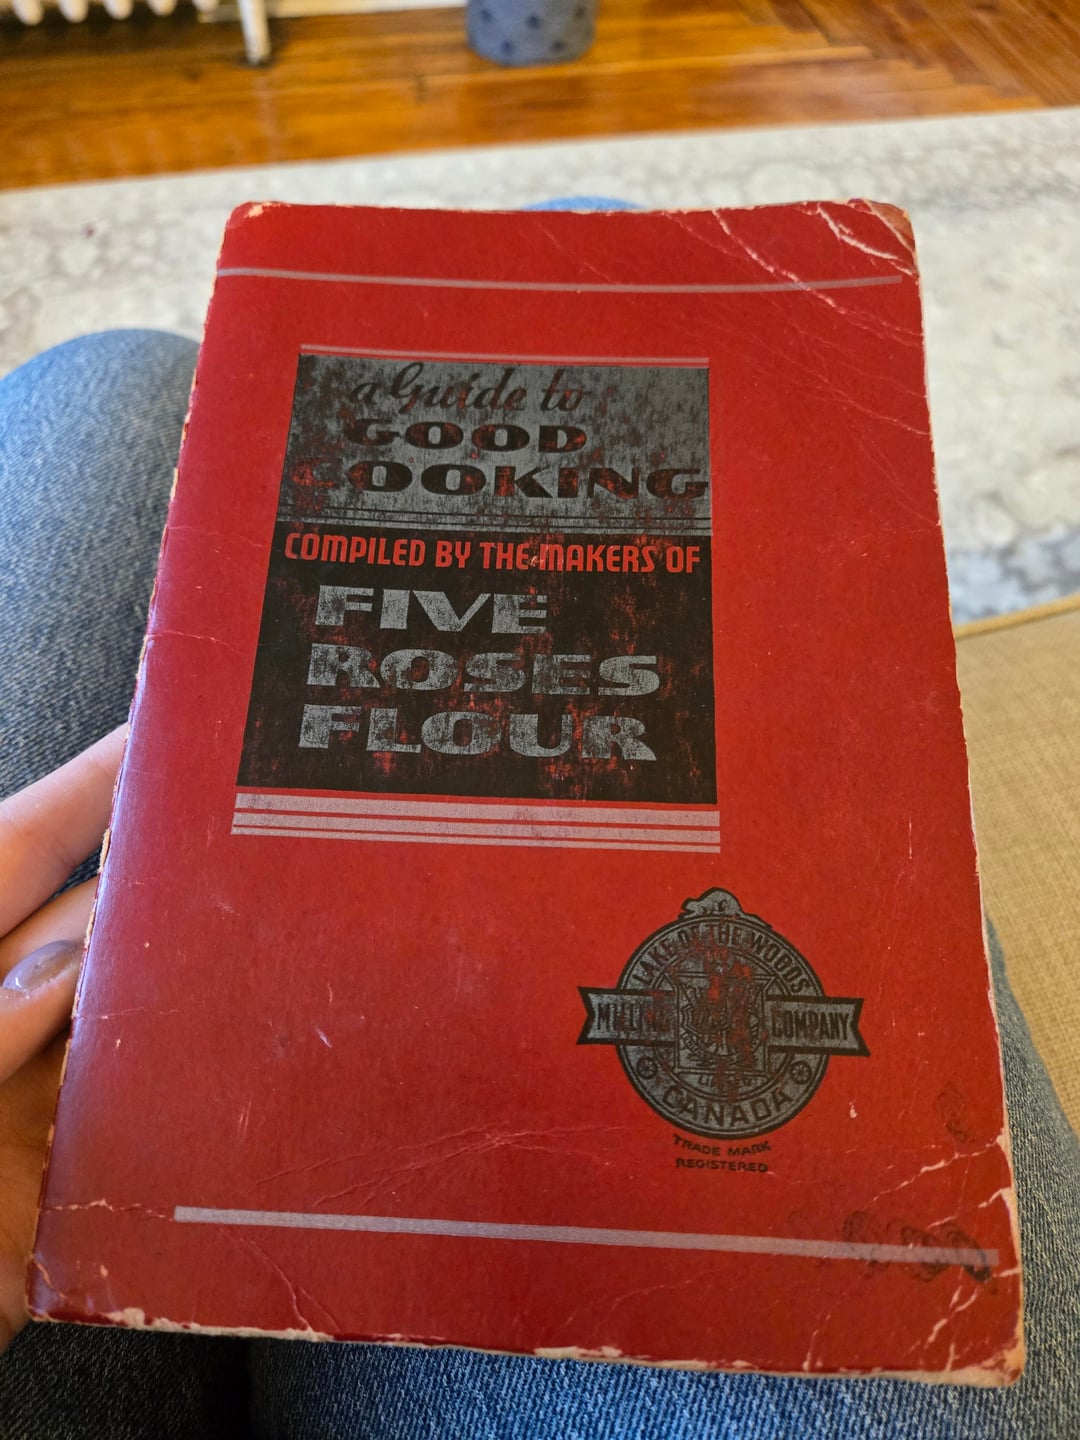 a Guide to
GOOD
COOKING
COMPILED BY THE MAKERS OF
FIVE
ROSES
FLOUR
LAKE OF THE WOODS
MILLING COMPANY
LIMITED
CANADA
TRADE MARK
REGISTERED